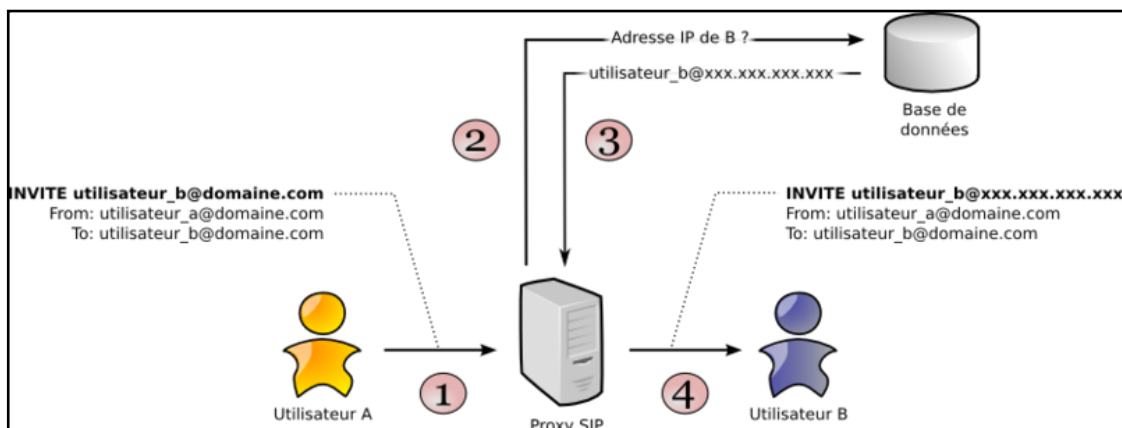 Adresse IP de B ?
utilisateur_b@xxx.xxx.xxx.xxx
Base de
données
2
3
INVITE utilisateur_b@domaine.com
From: utilisateur_a@domaine.com
To: utilisateur_b@domaine.com
INVITE utilisateur_b@xxx.xxx.xxx.xxx
From: utilisateur_a@domaine.com
To: utilisateur_b@domaine.com
1
4
Utilisateur A
Proxy SIP
Utilisateur B